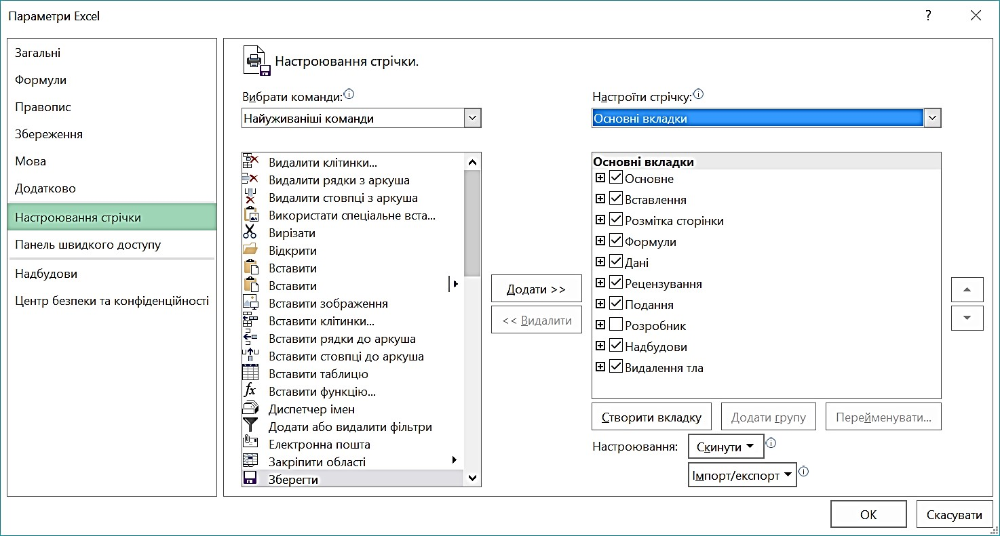 Параметри Excel
?
Загальні
Формули
Правопис
Збереження
Мова
Додатково
Настроювання стрічки
Панель швидкого доступу
Надбудови
Центр безпеки та конфіденційності
Настроювання стрічки.
Вибрати команди:
Найуживаніші команди
Видалити клітинки...
Видалити рядки з аркуша
Видалити стовпці з аркуша
Використати спеціальне вста...
Вирізати
Відкрити
Вставити
Вставити
Вставити зображення
Вставити клітинки...
Вставити рядки до аркуша
Вставити стовпці до аркуша
Вставити таблицю
Вставити функцію...
Диспетчер імен
Додати або видалити фільтри
Електронна пошта
Закріпити області
Зберегти
Додати >>
<< Видалити
Настроїти стрічку:
Основні вкладки
Основні вкладки
Основне
Вставлення
Розмітка сторінки
Формули
Дані
Рецензування
Подання
Розробник
Надбудови
Видалення тла
Створити вкладку
Додати групу
Перейменувати...
Настроювання:
Скинути
Імпорт/експорт
ОК
Скасувати